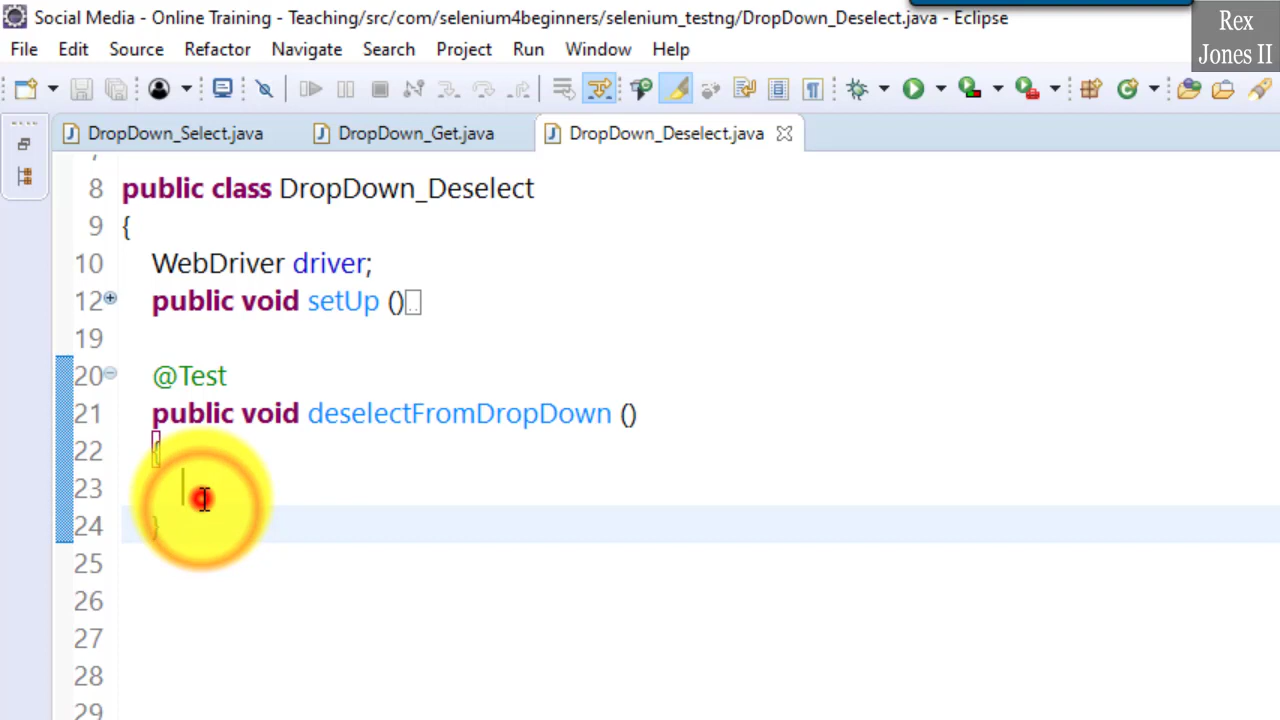 Social Media - Online Training - Teaching/src/com/selenium4beginners/selenium_testng/DropDown_Deselect.java - Eclipse
Rex
Jones II
File Edit Source Refactor Navigate Search Run Window Help
DropDown_Select.java DropDown_Get.java DropDown_Deselect.java
8 public class DropDown_Deselect
9 {
10 WebDriver driver;
12 public void setUp ()
19
20 @Test
21 public void deselectFromDropDown ()
22 {
23
24 }
25
26
27
28
29